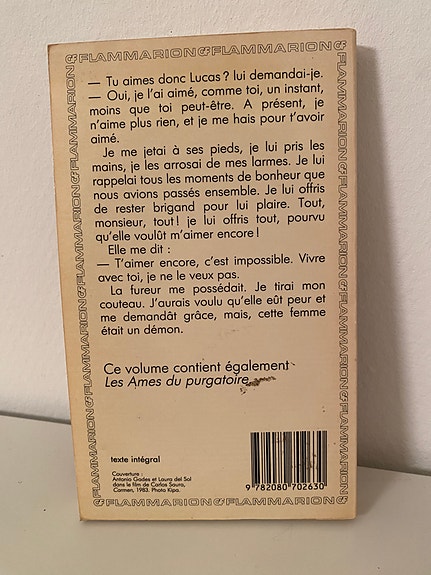 FLAMMARION GF FLAMMARION GF
— Tu aimes donc Lucas ? lui demandai-je.
— Oui, je l'ai aimé, comme toi, un instant,
moins que toi peut-être. A présent, je
n'aime plus rien, et je me hais pour t'avoir
aimé.
Je me jetai à ses pieds, je lui pris les
mains, je les arrosai de mes larmes. Je lui
rappelai tous les moments de bonheur que
nous avions passés ensemble. Je lui offris
de rester brigand pour lui plaire. Tout,
monsieur, tout ! je lui offris tout, pourvu
qu'elle voulût m'aimer encore !
Elle me dit :
— T'aimer encore, c'est impossible. Vivre
avec toi, je ne le veux pas.
La fureur me possédait. Je tirai mon
couteau. J'aurais voulu qu'elle eût peur et
me demandât grâce, mais, cette femme
était un démon.
Ce volume contient également
Les Ames du purgatoire
texte intégral
Couverture :
Antonio Gades et Laura del Sol
dans le film de Carlos Saura,
Carmen, 1983. Photo Kipa.
9 782080 702630
FLAMMARION GF FLAMMARION